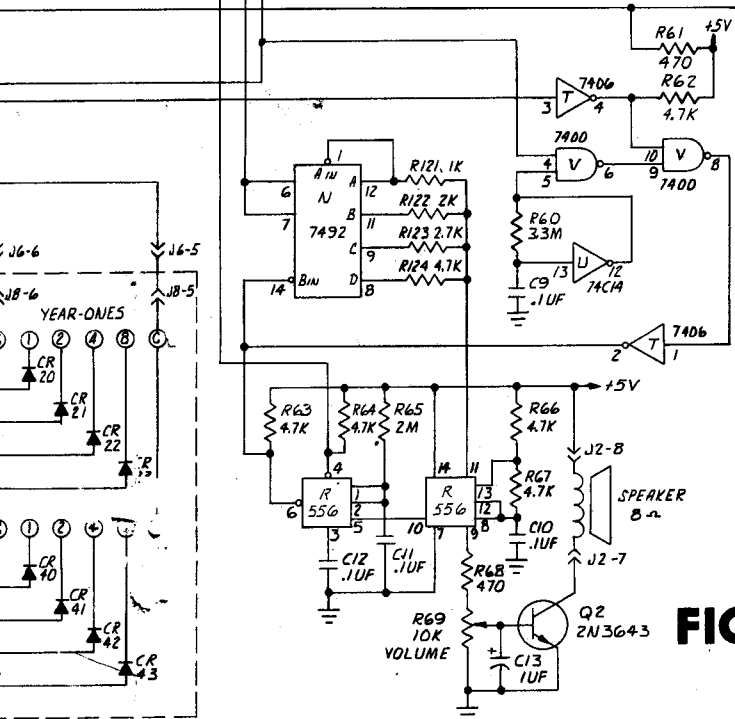 R61
470
+5V
R62
4.7K
7406
T
3
4
7400
4
5
V
6
10
9
V
8
7400
1
A IN
6
A
12
R121, 1K
N
7492
7
B
11
R122 2K
C
9
R123 2.7K
B IN
14
D
8
R124 4.7K
R60
3.3M
13
U
12
74C14
C9
.1UF
J6-6
J6-5
J8-6
J8-5
YEAR-ONES
1
2
4
8
C
CR
20
CR
21
CR
22
7406
2
T
1
+5V
R63
4.7K
R64
4.7K
R65
2M
R66
4.7K
R67
4.7K
J2-8
SPEAKER
8 Ω
J2-7
4
R
556
6
1
2
5
3
14
11
R
556
13
12
8
10
7
9
C12
.1UF
C11
.1UF
C10
.1UF
R68
470
R69
10K
VOLUME
+
C13
1UF
Q2
2N3643
1
2
4
CR
40
CR
41
CR
42
CR
43
FIG